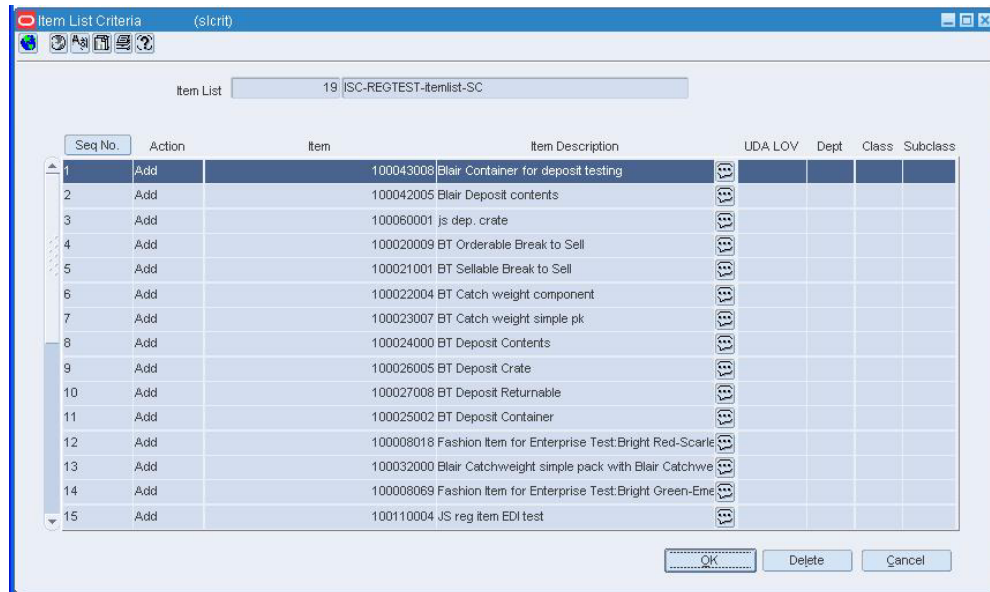 Item List Criteria (slcrit)
Item List 19 ISC-REGTEST-itemlist-SC
Seq No. Action Item Item Description UDA LOV Dept Class Subclass
1 Add 100043008 Blair Container for deposit testing
2 Add 100042005 Blair Deposit contents
3 Add 100060001 js dep. crate
4 Add 100020009 BT Orderable Break to Sell
5 Add 100021001 BT Sellable Break to Sell
6 Add 100022004 BT Catch weight component
7 Add 100023007 BT Catch weight simple pk
8 Add 100024000 BT Deposit Contents
9 Add 100026005 BT Deposit Crate
10 Add 100027008 BT Deposit Returnable
11 Add 100025002 BT Deposit Container
12 Add 100008018 Fashion Item for Enterprise Test:Bright Red-Scarle
13 Add 100032000 Blair Catchweight simple pack with Blair Catchwe
14 Add 100008069 Fashion Item for Enterprise Test:Bright Green-Eme
15 Add 100110004 JS reg item EDI test
OK Delete Cancel